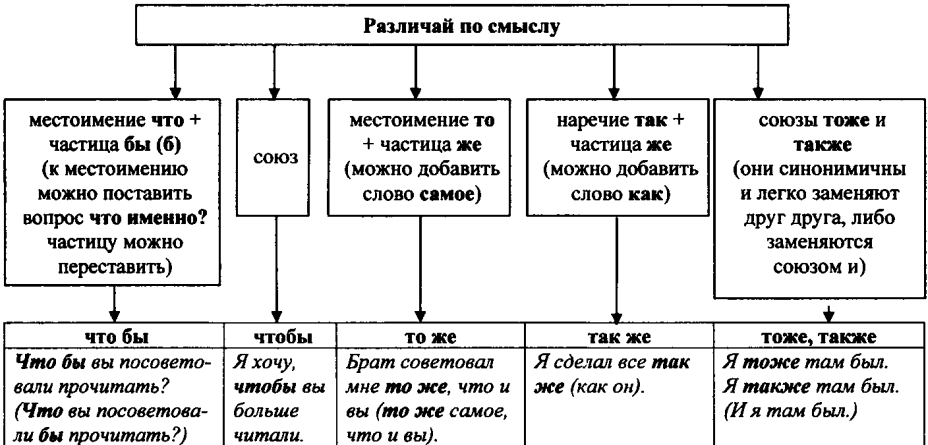 Различай по смыслу
местоимение что +
частица бы (б)
(к местоимению
можно поставить
вопрос что именно?
частицу можно
переставить)
союз
местоимение то
+ частица же
(можно добавить
слово самое)
наречие так +
частица же
(можно добавить
слово как)
союзы тоже и
также
(они синонимичны
и легко заменяют
друг друга, либо
заменяются
союзом и)
что бы
Что бы вы посовето-
вали прочитать?
(Что вы посоветова-
ли бы прочитать?)
чтобы
Я хочу,
чтобы вы
больше
читали.
то же
Брат советовал
мне то же, что и
вы (то же самое,
что и вы).
так же
Я сделал все так
же (как он).
тоже, также
Я тоже там был.
Я также там был.
(И я там был.)